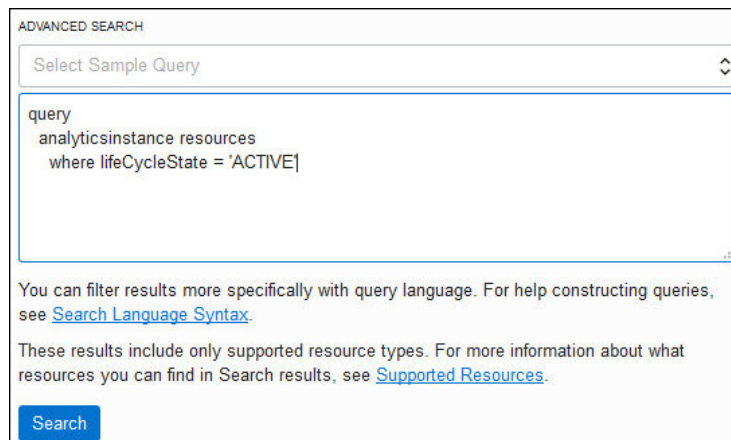 ADVANCED SEARCH
Select Sample Query
query
analyticsinstance resources
where lifeCycleState = 'ACTIVE'
You can filter results more specifically with query language. For help constructing queries,
see Search Language Syntax.
These results include only supported resource types. For more information about what
resources you can find in Search results, see Supported Resources.
Search